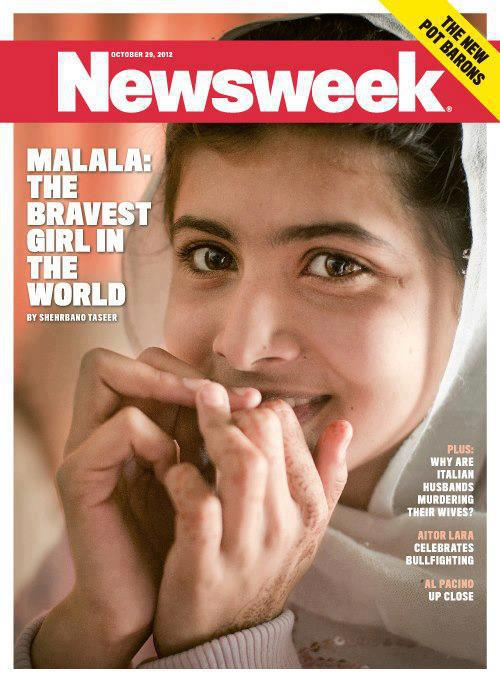 THE NEW
POT BARONS
OCTOBER 29, 2012
Newsweek®
MALALA:
THE
BRAVEST
GIRL IN
THE
WORLD
BY SHEHRBANO TASEER
PLUS:
WHY ARE
ITALIAN
HUSBANDS
MURDERING
THEIR WIVES?
AITOR LARA
CELEBRATES
BULLFIGHTING
AL PACINO
UP CLOSE